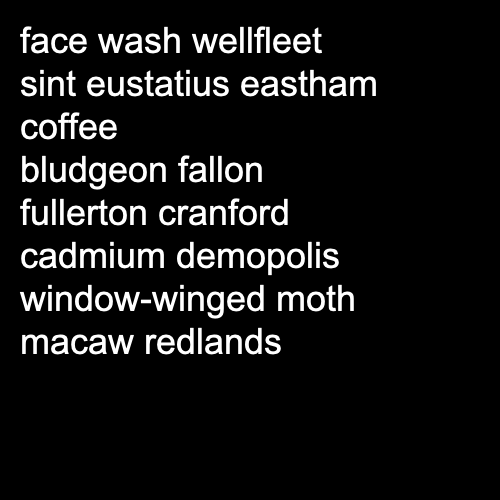 face wash wellfleet
sint eustatius eastham
coffee
bludgeon fallon
fullerton cranford
cadmium demopolis
window-winged moth
macaw redlands